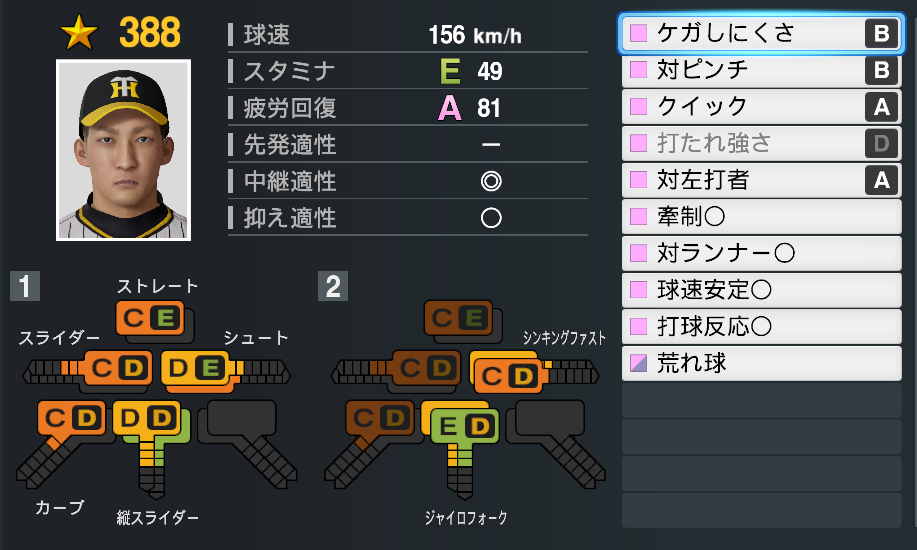 388
球速 156 km/h
スタミナ E 49
疲労回復 A 81
先発適性 ー
中継適性 ◎
抑え適性 ○
1
ストレート
C E
スライダー
C D
シュート
D E
C D
カーブ
D D
縦スライダー
2
C E
C D
シンキングファスト
C D
C D
E D
ジャイロフォーク
ケガしにくさ B
対ピンチ B
クイック A
打たれ強さ D
対左打者 A
牽制○
対ランナー○
球速安定○
打球反応○
荒れ球